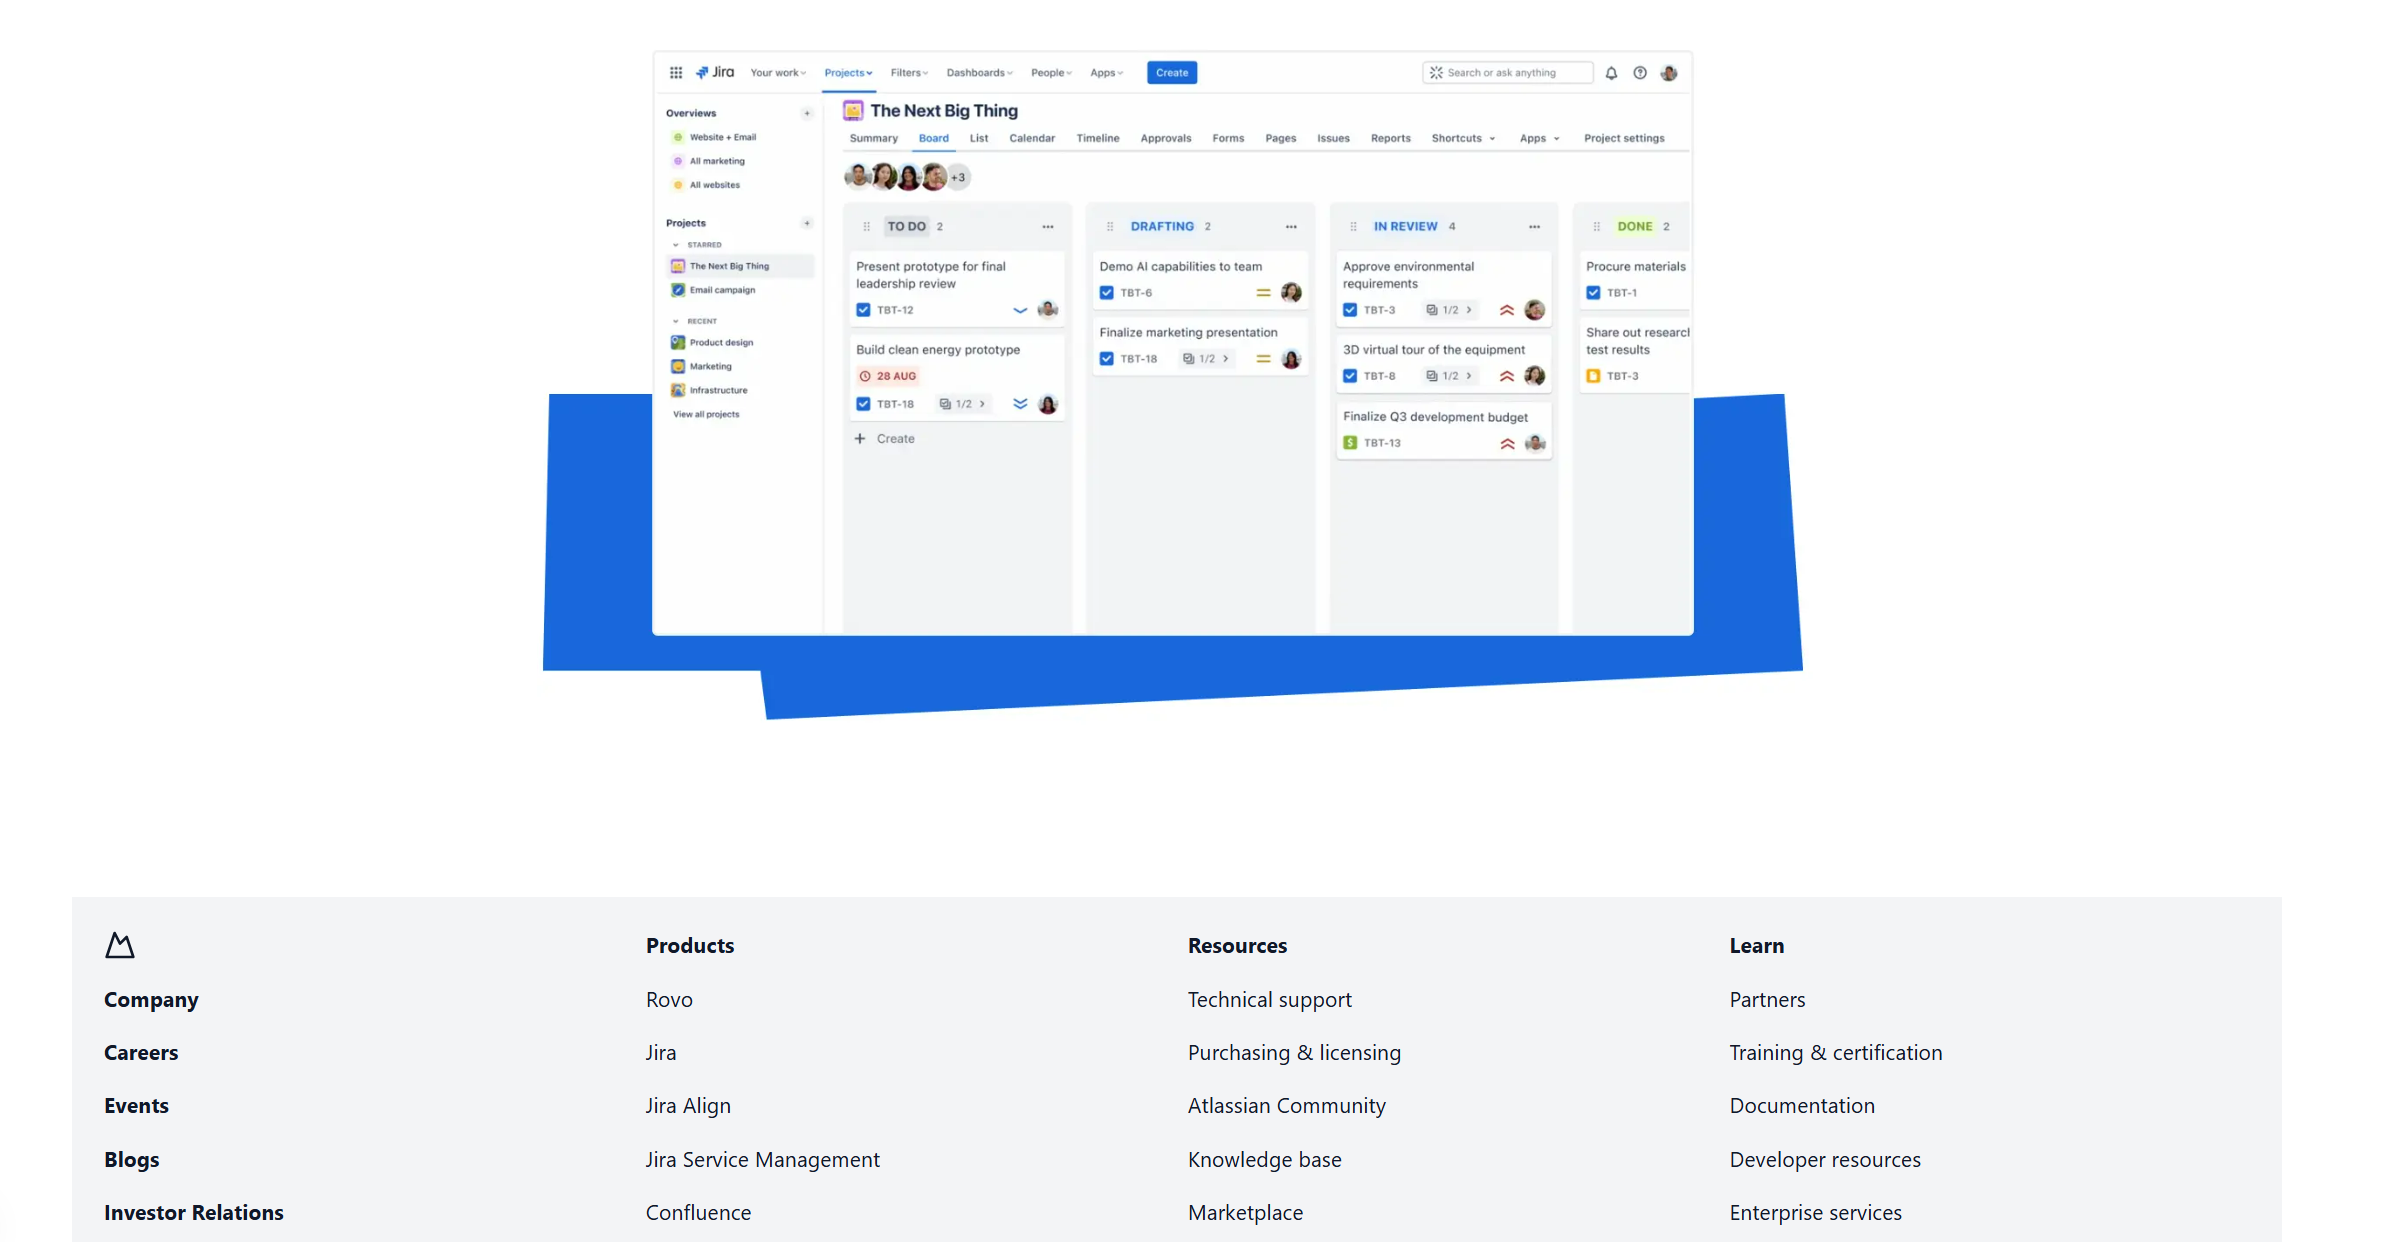 Jira
Your work
Projects
Filters
Dashboards
People
Apps
Create
Search or ask anything
Overviews
Website + Email
All marketing
All websites
Projects
STARRED
The Next Big Thing
Email campaign
RECENT
Product design
Marketing
Infrastructure
View all projects
The Next Big Thing
Summary
Board
List
Calendar
Timeline
Approvals
Forms
Pages
Issues
Reports
Shortcuts
Apps
Project settings
+3
TO DO 2
Present prototype for final
leadership review
TBT-12
Build clean energy prototype
28 AUG
TBT-18
1/2
Create
DRAFTING 2
Demo AI capabilities to team
TBT-6
Finalize marketing presentation
TBT-18
1/2
IN REVIEW 4
Approve environmental
requirements
TBT-3
1/2
3D virtual tour of the equipment
TBT-8
1/2
Finalize Q3 development budget
TBT-13
DONE 2
Procure materials
TBT-1
Share out research
test results
TBT-3
Company
Careers
Events
Blogs
Investor Relations
Products
Rovo
Jira
Jira Align
Jira Service Management
Confluence
Resources
Technical support
Purchasing & licensing
Atlassian Community
Knowledge base
Marketplace
Learn
Partners
Training & certification
Documentation
Developer resources
Enterprise services